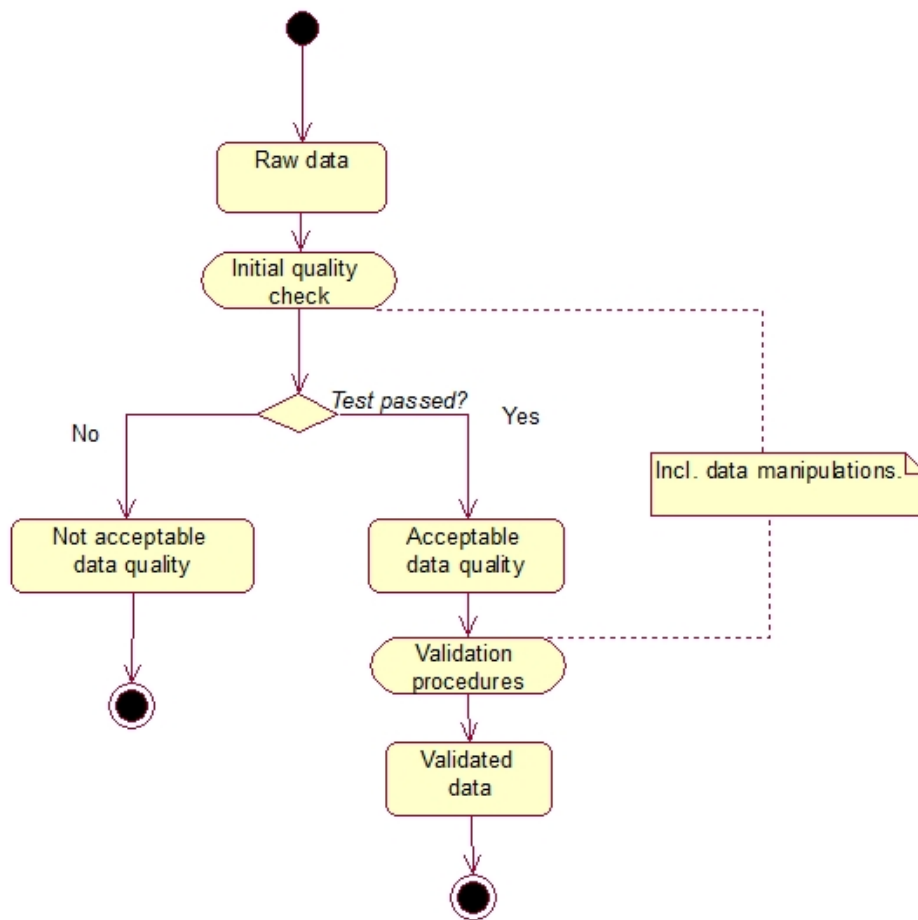 Raw data
Initial quality
check
Test passed?
No
Yes
Incl. data manipulations.
Not acceptable
data quality
Acceptable
data quality
Validation
procedures
Validated
data